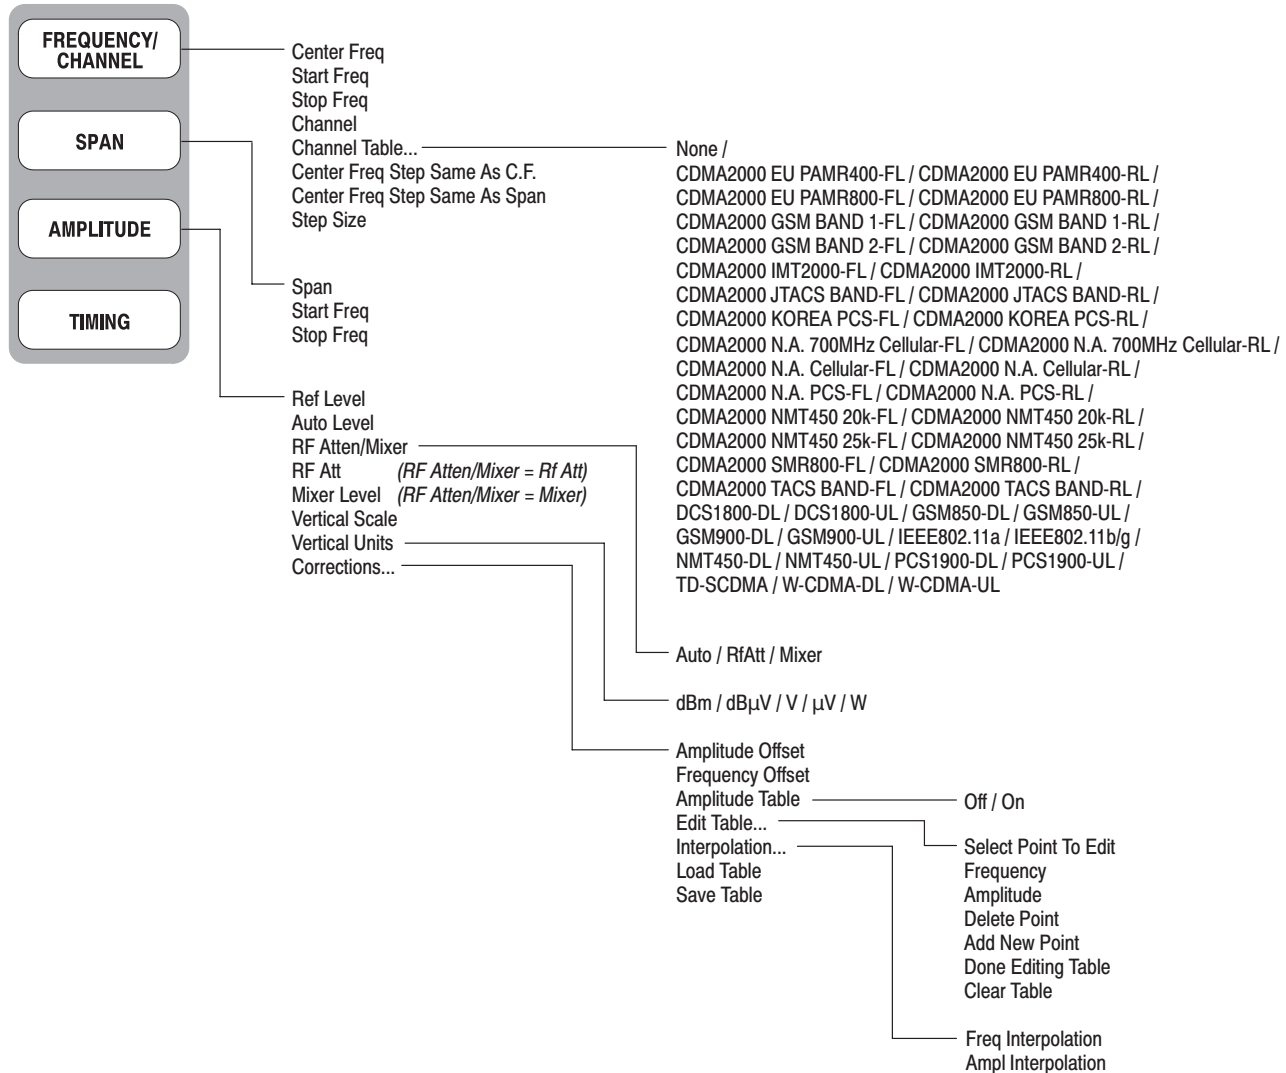 FREQUENCY/
CHANNEL
SPAN
AMPLITUDE
TIMING
Center Freq
Start Freq
Stop Freq
Channel
Channel Table...
Center Freq Step Same As C.F.
Center Freq Step Same As Span
Step Size
None /
CDMA2000 EU PAMR400-FL / CDMA2000 EU PAMR400-RL /
CDMA2000 EU PAMR800-FL / CDMA2000 EU PAMR800-RL /
CDMA2000 GSM BAND 1-FL / CDMA2000 GSM BAND 1-RL /
CDMA2000 GSM BAND 2-FL / CDMA2000 GSM BAND 2-RL /
CDMA2000 IMT2000-FL / CDMA2000 IMT2000-RL /
CDMA2000 JTACS BAND-FL / CDMA2000 JTACS BAND-RL /
CDMA2000 KOREA PCS-FL / CDMA2000 KOREA PCS-RL /
CDMA2000 N.A. 700MHz Cellular-FL / CDMA2000 N.A. 700MHz Cellular-RL /
CDMA2000 N.A. Cellular-FL / CDMA2000 N.A. Cellular-RL /
CDMA2000 N.A. PCS-FL / CDMA2000 N.A. PCS-RL /
CDMA2000 NMT450 20k-FL / CDMA2000 NMT450 20k-RL /
CDMA2000 NMT450 25k-FL / CDMA2000 NMT450 25k-RL /
CDMA2000 SMR800-FL / CDMA2000 SMR800-RL /
CDMA2000 TACS BAND-FL / CDMA2000 TACS BAND-RL /
DCS1800-DL / DCS1800-UL / GSM850-DL / GSM850-UL /
GSM900-DL / GSM900-UL / IEEE802.11a / IEEE802.11b/g /
NMT450-DL / NMT450-UL / PCS1900-DL / PCS1900-UL /
TD-SCDMA / W-CDMA-DL / W-CDMA-UL
Span
Start Freq
Stop Freq
Ref Level
Auto Level
RF Atten/Mixer
RF Att (RF Atten/Mixer = Rf Att)
Mixer Level (RF Atten/Mixer = Mixer)
Vertical Scale
Vertical Units
Corrections...
Auto / RfAtt / Mixer
dBm / dBµV / V / µV / W
Amplitude Offset
Frequency Offset
Amplitude Table
Edit Table...
Interpolation...
Load Table
Save Table
Off / On
Select Point To Edit
Frequency
Amplitude
Delete Point
Add New Point
Done Editing Table
Clear Table
Freq Interpolation
Ampl Interpolation